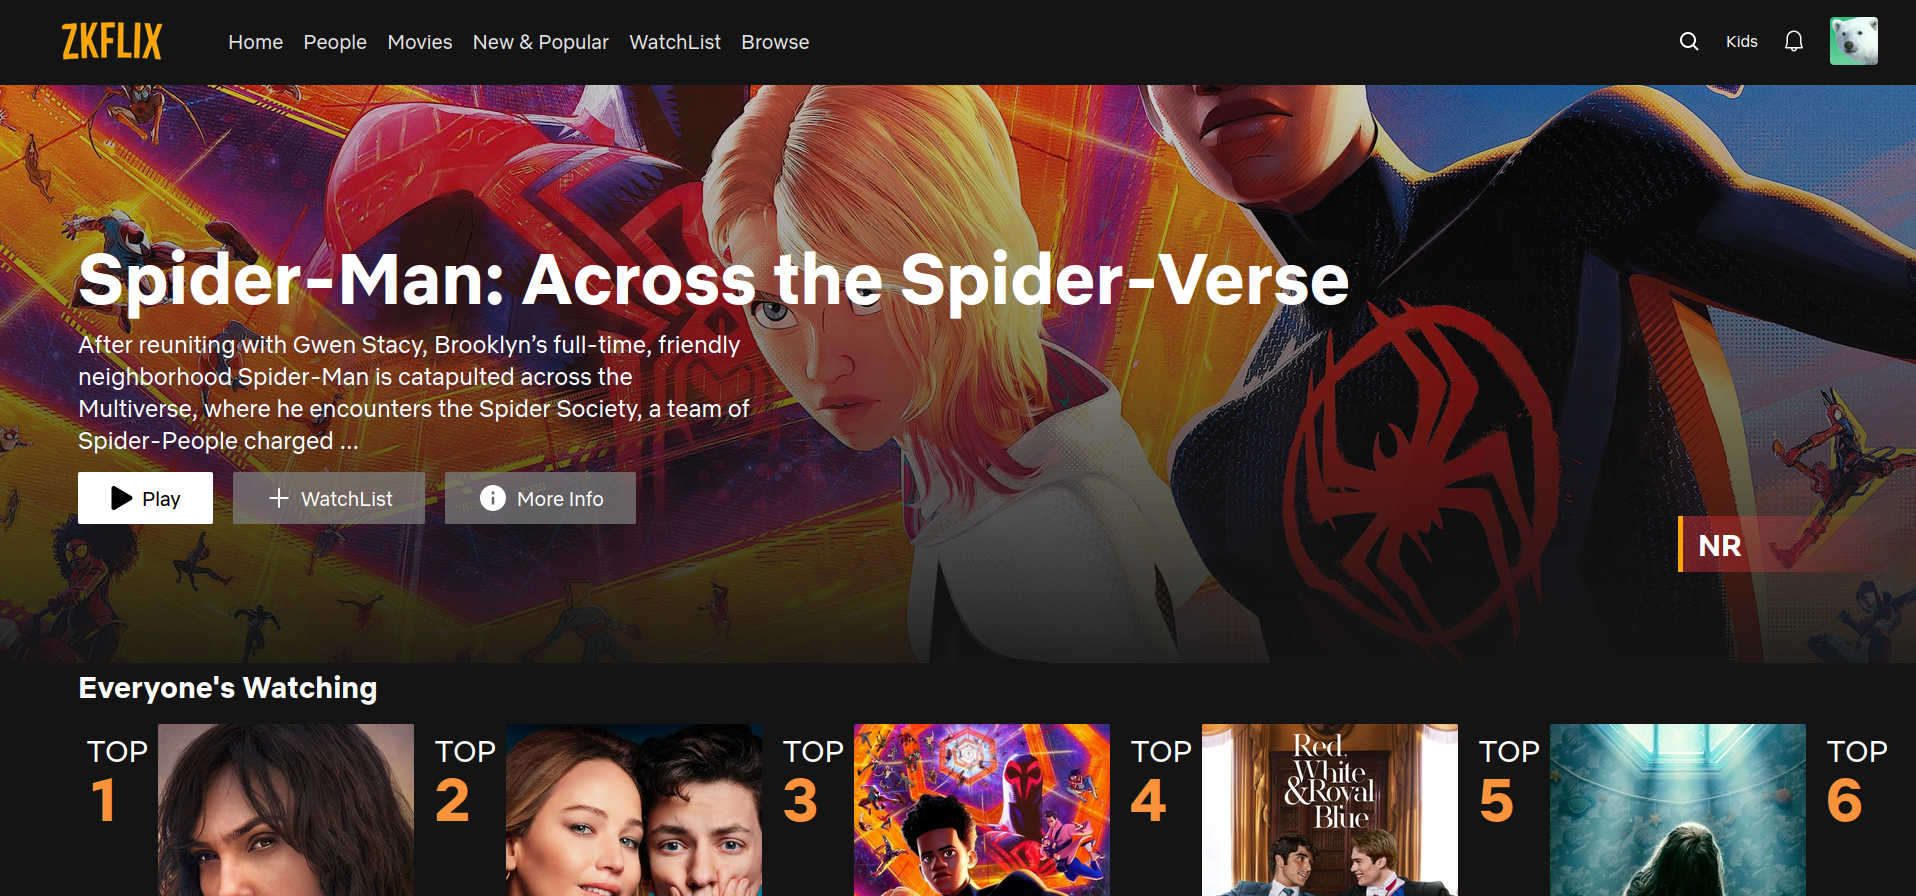 ZKFLIX
Home People Movies New & Popular WatchList Browse
Kids
Spider-Man: Across the Spider-Verse
After reuniting with Gwen Stacy, Brooklyn’s full-time, friendly
neighborhood Spider-Man is catapulted across the
Multiverse, where he encounters the Spider Society, a team of
Spider-People charged ...
Play
WatchList
More Info
NR
Everyone's Watching
TOP
1
TOP
2
TOP
3
TOP
4
Red,
White
&Royal
Blue
TOP
5
TOP
6